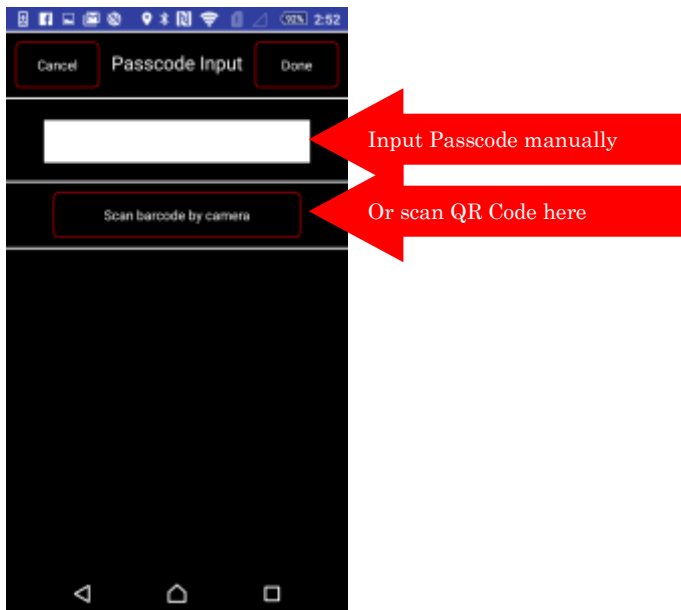 92% 2:52
Cancel Passcode Input Done
Input Passcode manually
Scan barcode by camera
Or scan QR Code here